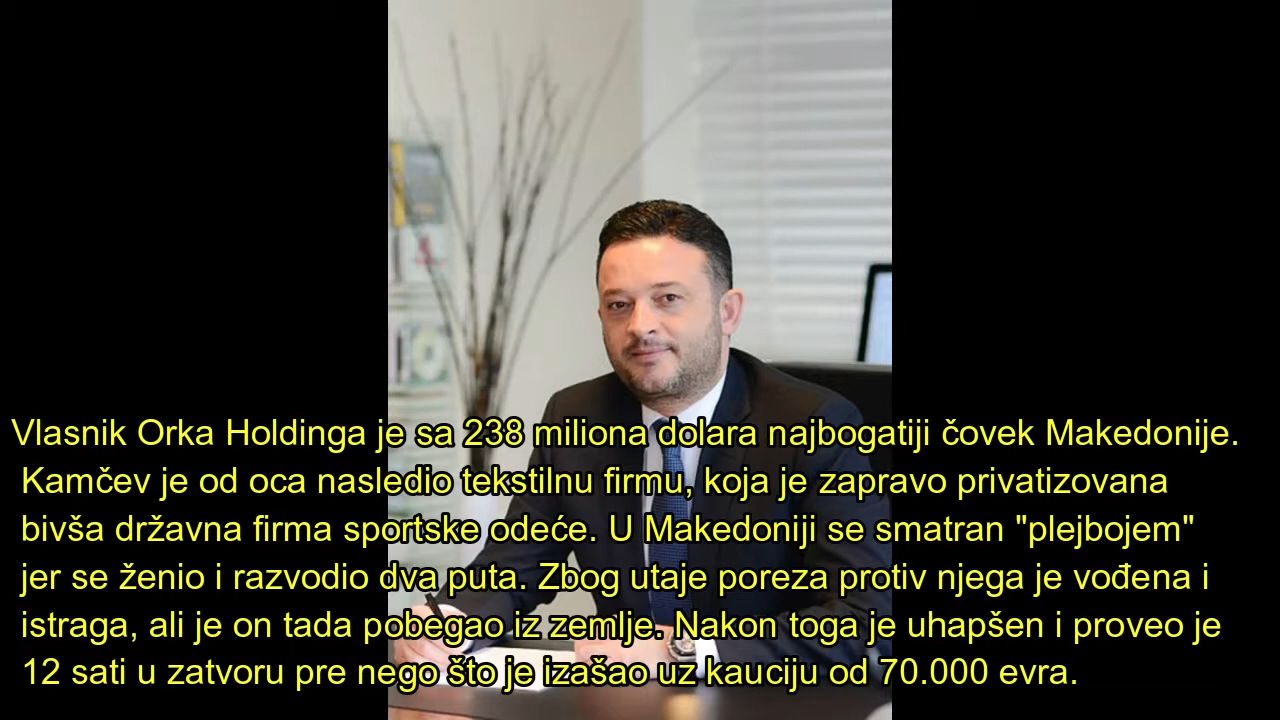 Vlasnik Orka Holdinga je sa 238 miliona dolara najbogatiji čovek Makedonije.
Kamčev je od oca nasledio tekstilnu firmu, koja je zapravo privatizovana
bivša državna firma sportske odeće. U Makedoniji se smatran "plejbojem"
jer se ženio i razvodio dva puta. Zbog utaje poreza protiv njega je vođena i
istraga, ali je on tada pobegao iz zemlje. Nakon toga je uhapšen i proveo je
12 sati u zatvoru pre nego što je izašao uz kauciju od 70.000 evra.